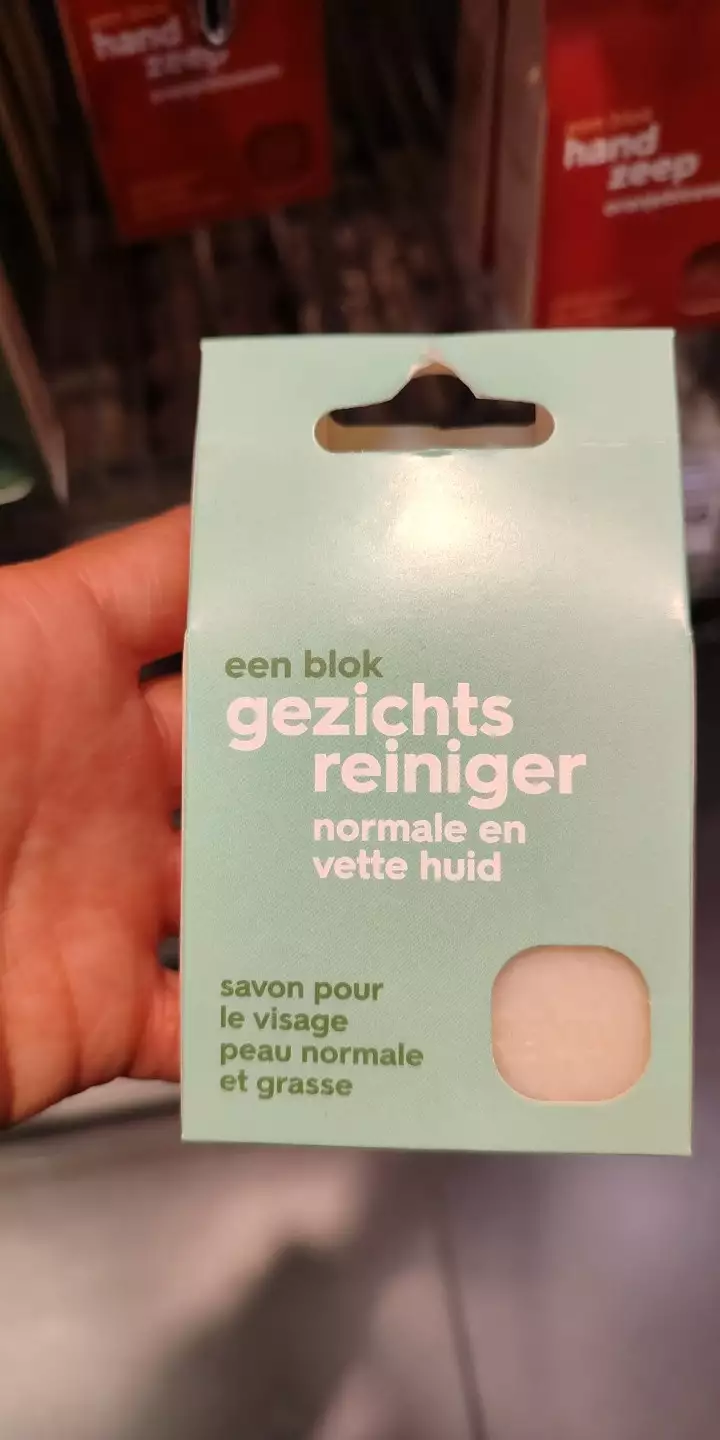 hand
zeep
hand
zeep
een blok
gezichts
reiniger
normale en
vette huid
savon pour
le visage
peau normale
et grasse